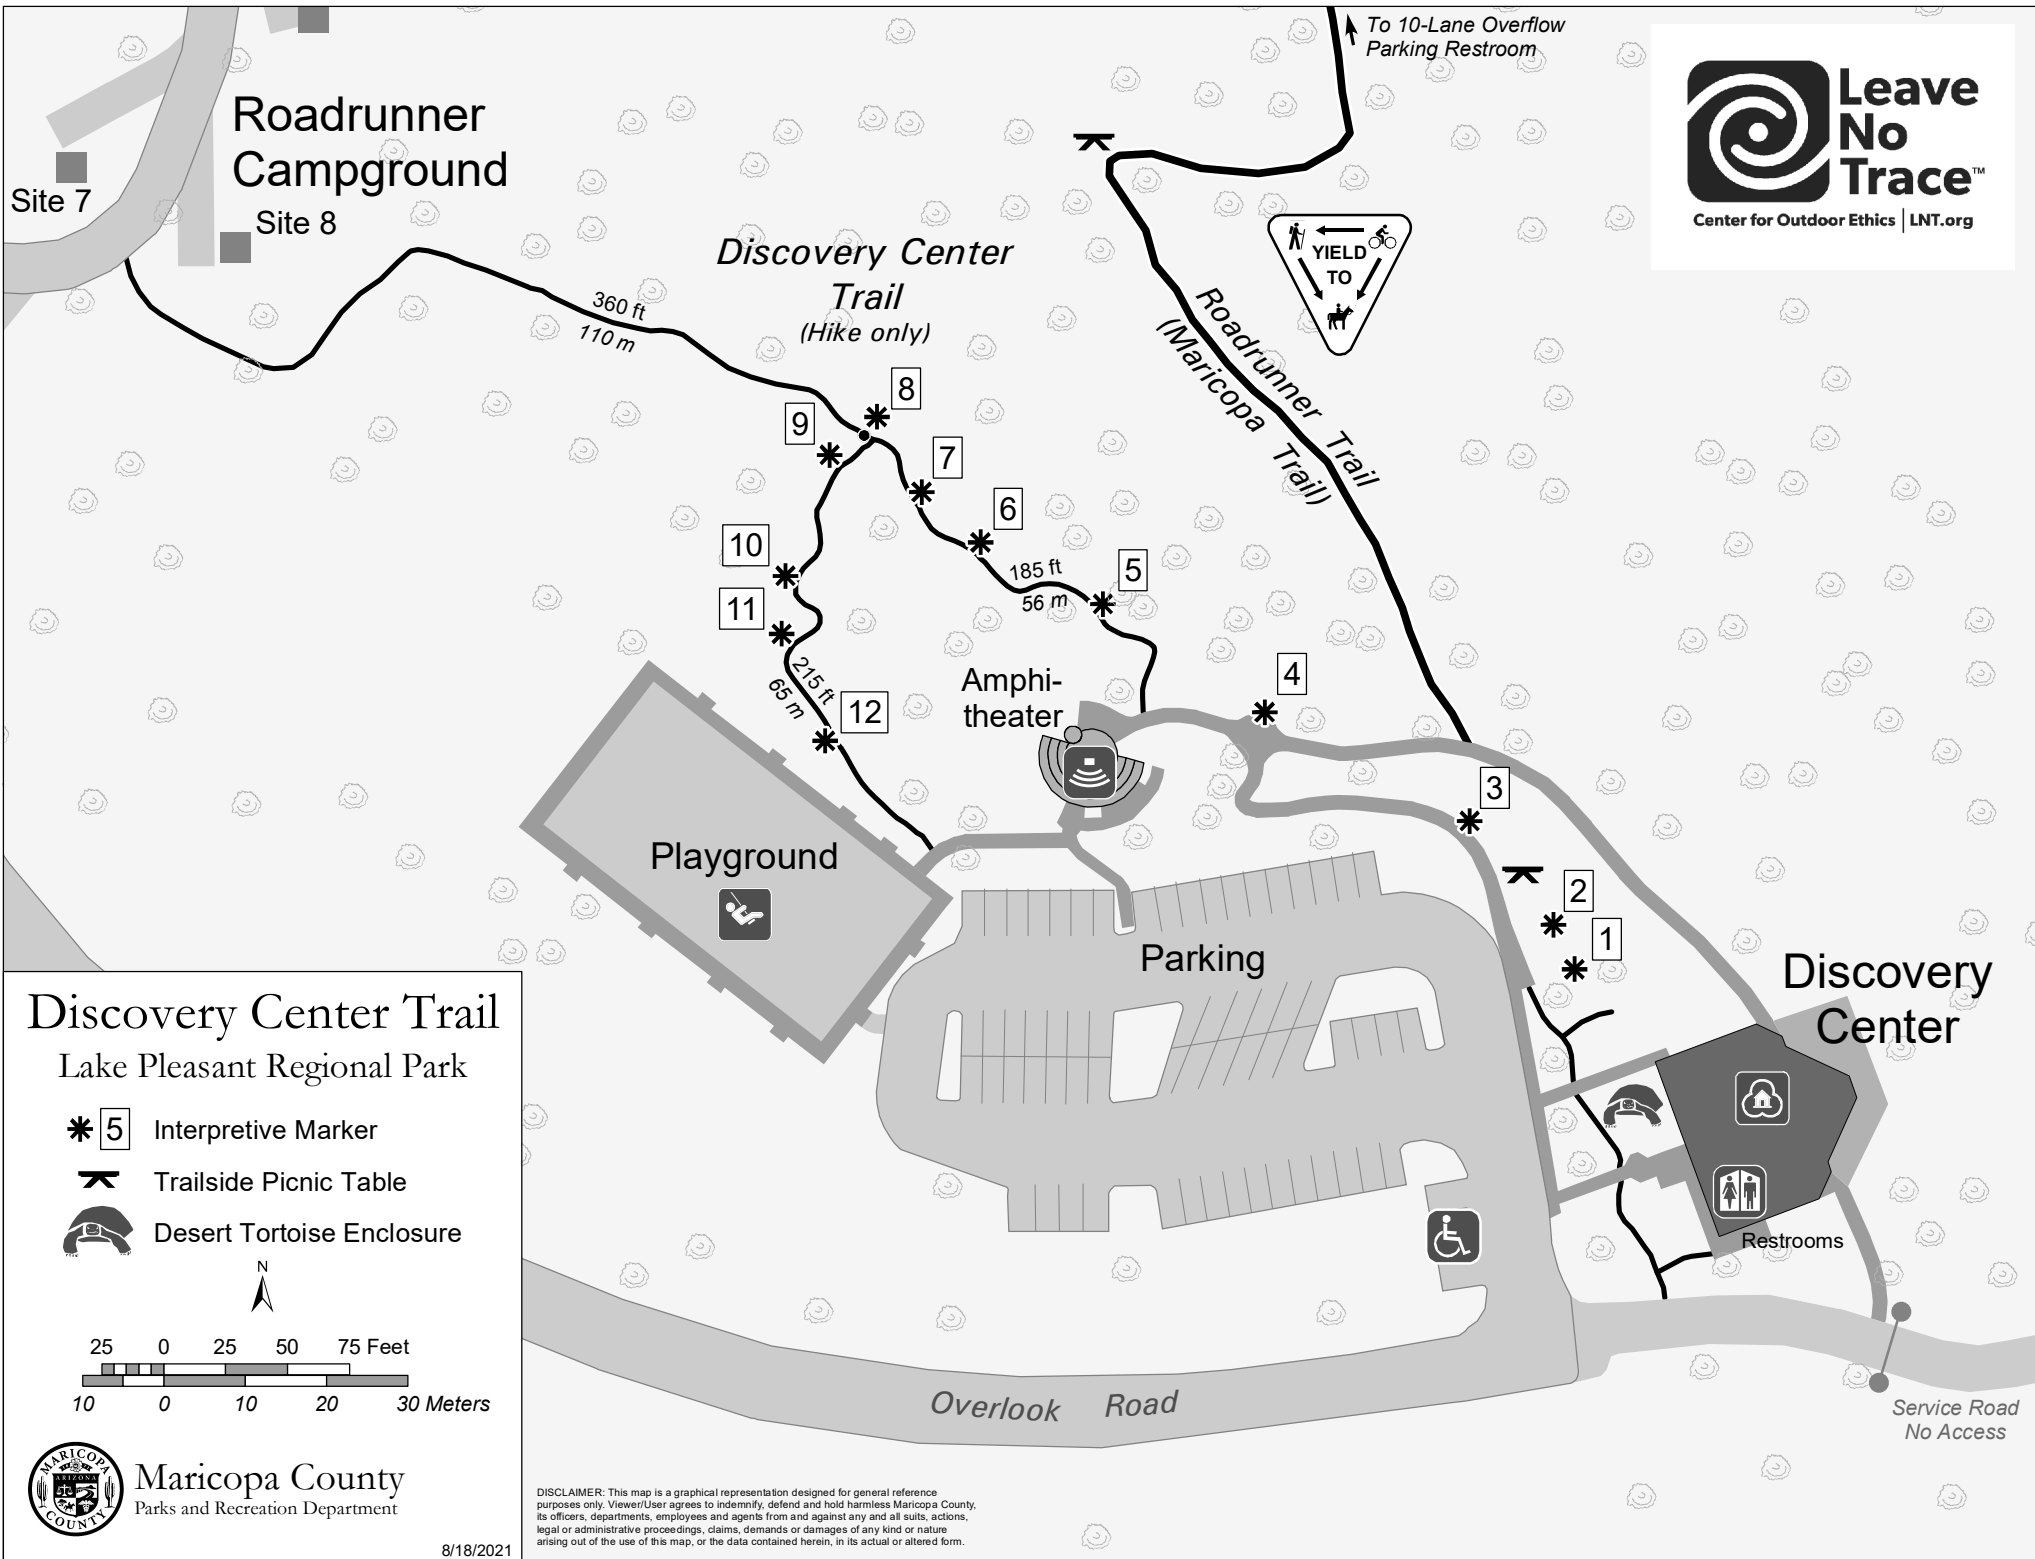 To 10-Lane Overflow
Parking Restroom
Leave
No
Trace™
Center for Outdoor Ethics | LNT.org
Roadrunner
Campground
Site 7
Site 8
Discovery Center
Trail
(Hike only)
360 ft
110 m
YIELD
TO
Roadrunner Trail
(Maricopa Trail)
8
9
7
6
10
185 ft
56 m
5
11
215 ft
65 m
12
Amphi-
theater
4
3
Playground
2
1
Parking
Discovery
Center
Restrooms
Overlook Road
Service Road
No Access
Discovery Center Trail
Lake Pleasant Regional Park
5 Interpretive Marker
Trailside Picnic Table
Desert Tortoise Enclosure
N
25 0 25 50 75 Feet
10 0 10 20 30 Meters
MARICOPA
ARIZONA
COUNTY
Maricopa County
Parks and Recreation Department
8/18/2021
DISCLAIMER: This map is a graphical representation designed for general reference
purposes only. Viewer/User agrees to indemnify, defend and hold harmless Maricopa County,
its officers, departments, employees and agents from and against any and all suits, actions,
legal or administrative proceedings, claims, demands or damages of any kind or nature
arising out of the use of this map, or the data contained herein, in its actual or altered form.